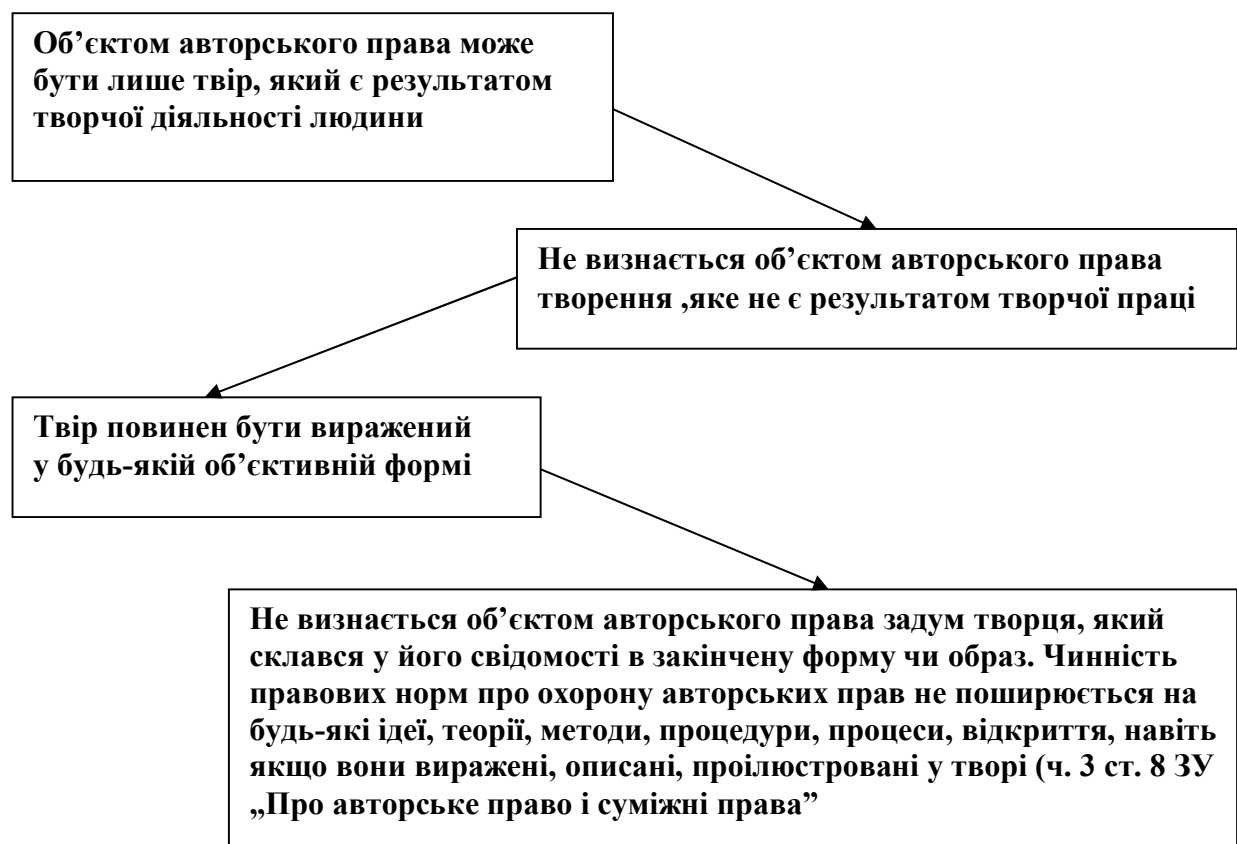 Об’єктом авторського права може
бути лише твір, який є результатом
творчої діяльності людини
Не визнається об’єктом авторського права
творення ,яке не є результатом творчої праці
Твір повинен бути виражений
у будь-якій об’єктивній формі
Не визнається об’єктом авторського права задум творця, який
склався у його свідомості в закінчену форму чи образ. Чинність
правових норм про охорону авторських прав не поширюється на
будь-які ідеї, теорії, методи, процедури, процеси, відкриття, навіть
якщо вони виражені, описані, проілюстровані у творі (ч. 3 ст. 8 ЗУ
„Про авторське право і суміжні права”